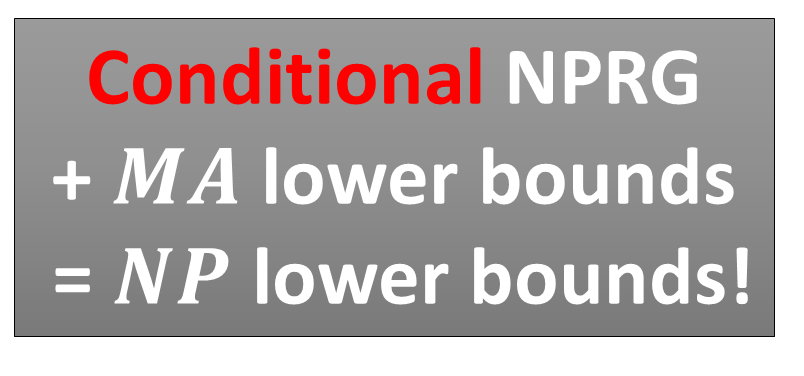 Conditional NPRG
+ MA lower bounds
= NP lower bounds!